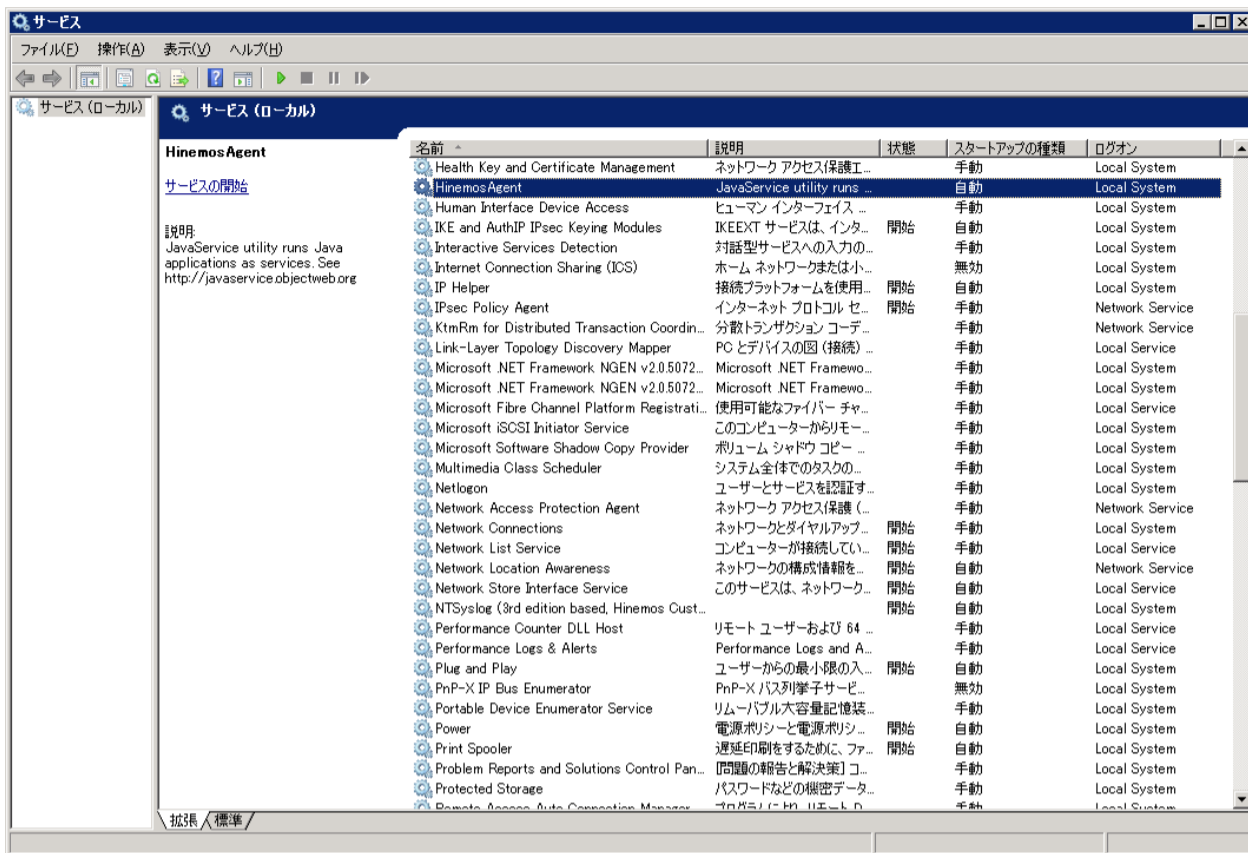 サービス
ファイル(F) 操作(A) 表示(V) ヘルプ(H)
サービス (ローカル)
サービス (ローカル)
HinemosAgent
サービスの開始
説明:
JavaService utility runs Java
applications as services. See
http://javaservice.objectweb.org
名前 説明 状態 スタートアップの種類 ログオン
Health Key and Certificate Management ネットワーク アクセス保護エ... 手動 Local System
HinemosAgent JavaService utility runs ... 自動 Local System
Human Interface Device Access ヒューマン インターフェイス ... 手動 Local System
IKE and AuthIP IPsec Keying Modules IKEEXT サービスは、インタ... 開始 自動 Local System
Interactive Services Detection 対話型サービスへの入力の... 手動 Local System
Internet Connection Sharing (ICS) ホーム ネットワークまたは小... 無効 Local System
IP Helper 接続プラットフォームを使用... 開始 自動 Local System
IPsec Policy Agent インターネット プロトコル セ... 開始 手動 Network Service
KtmRm for Distributed Transaction Coordin... 分散トランザクション コーデ... 手動 Network Service
Link-Layer Topology Discovery Mapper PC とデバイスの図 (接続) ... 手動 Local Service
Microsoft .NET Framework NGEN v2.0.5072... Microsoft .NET Framewo... 手動 Local System
Microsoft .NET Framework NGEN v2.0.5072... Microsoft .NET Framewo... 手動 Local System
Microsoft Fibre Channel Platform Registrati... 使用可能なファイバー チャ... 手動 Local Service
Microsoft iSCSI Initiator Service このコンピューターからリモー... 手動 Local System
Microsoft Software Shadow Copy Provider ボリューム シャドウ コピー ... 手動 Local System
Multimedia Class Scheduler システム全体でのタスクの... 手動 Local System
Netlogon ユーザーとサービスを認証す... 手動 Local System
Network Access Protection Agent ネットワーク アクセス保護 (... 手動 Network Service
Network Connections ネットワークとダイヤルアップ... 開始 手動 Local System
Network List Service コンピューターが接続してい... 開始 手動 Local Service
Network Location Awareness ネットワークの構成情報を... 開始 自動 Network Service
Network Store Interface Service このサービスは、ネットワーク... 開始 自動 Local Service
NTSyslog (3rd edition based, Hinemos Cust... 開始 自動 Local System
Performance Counter DLL Host リモート ユーザーおよび 64 ... 手動 Local Service
Performance Logs & Alerts Performance Logs and A... 手動 Local Service
Plug and Play ユーザーからの最小限の入... 開始 自動 Local System
PnP-X IP Bus Enumerator PnP-X バス列挙子サービ... 無効 Local System
Portable Device Enumerator Service リムーバブル大容量記憶装... 手動 Local System
Power 電源ポリシーと電源ポリシ... 開始 自動 Local System
Print Spooler 遅延印刷をするために、ファ... 開始 自動 Local System
Problem Reports and Solutions Control Pan... [問題の報告と解決策] コ... 手動 Local System
Protected Storage パスワードなどの機密データ... 手動 Local System
Remote Access Auto Connection Manager プログラムにより、リモート D... 手動 Local System
拡張 標準